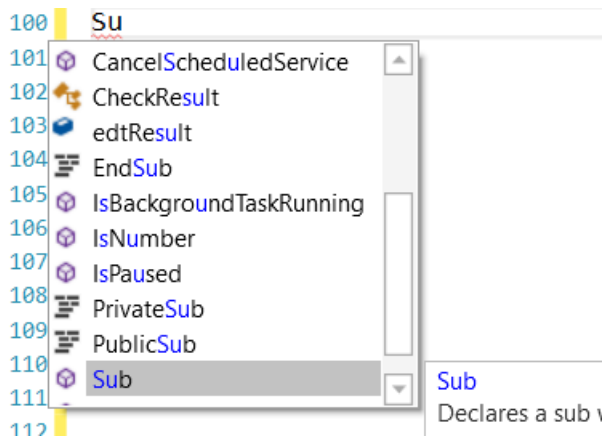 100 Su
101 CancelScheduledService
102 CheckResult
103 edtResult
104 EndSub
105 IsBackgroundTaskRunning
106 IsNumber
107 IsPaused
108 PrivateSub
109 PublicSub
110 Sub
111 Sub
112 Declares a sub